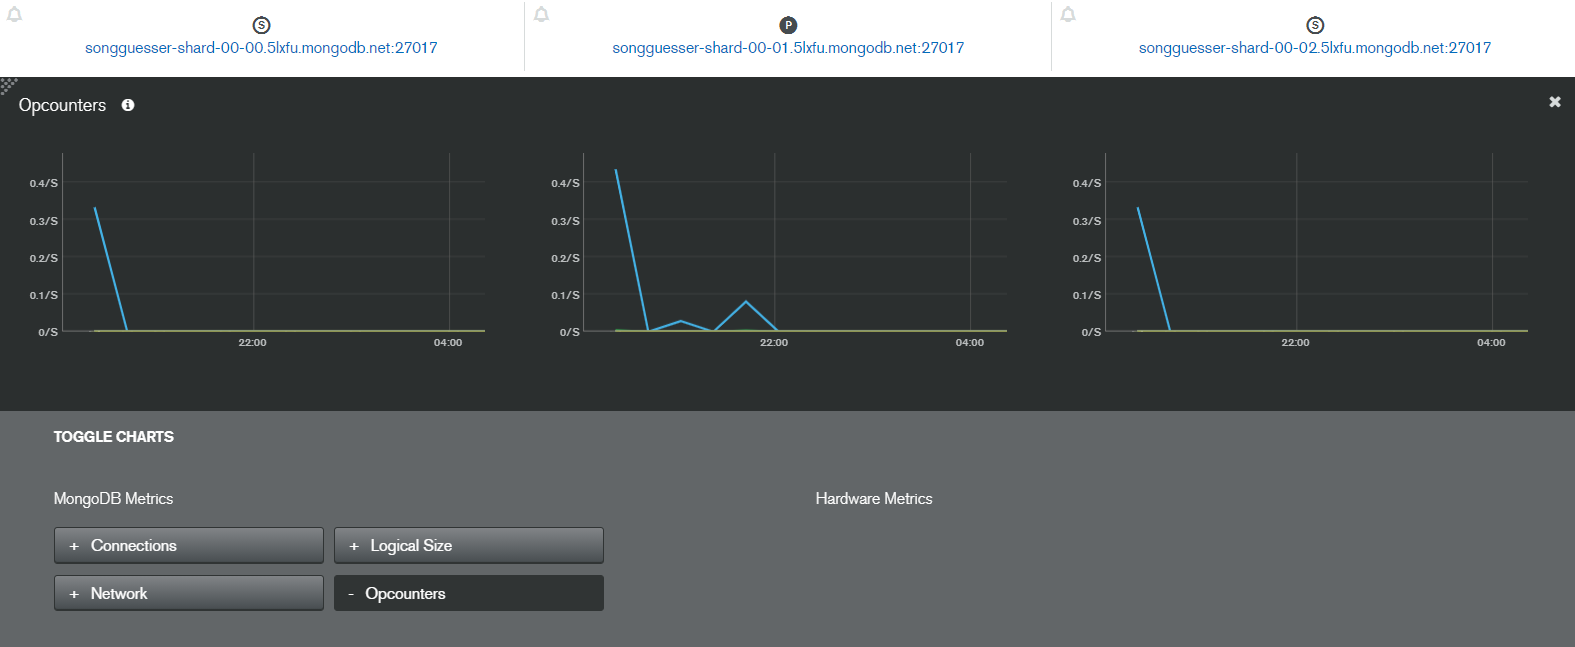 S
songguesser-shard-00-00.5lxfu.mongodb.net:27017
P
songguesser-shard-00-01.5lxfu.mongodb.net:27017
S
songguesser-shard-00-02.5lxfu.mongodb.net:27017
Opcounters
0.4/S
0.3/S
0.2/S
0.1/S
0/S
22:00 04:00
0.4/S
0.3/S
0.2/S
0.1/S
0/S
22:00 04:00
0.4/S
0.3/S
0.2/S
0.1/S
0/S
22:00 04:00
TOGGLE CHARTS
MongoDB Metrics
+ Connections
+ Logical Size
+ Network
- Opcounters
Hardware Metrics